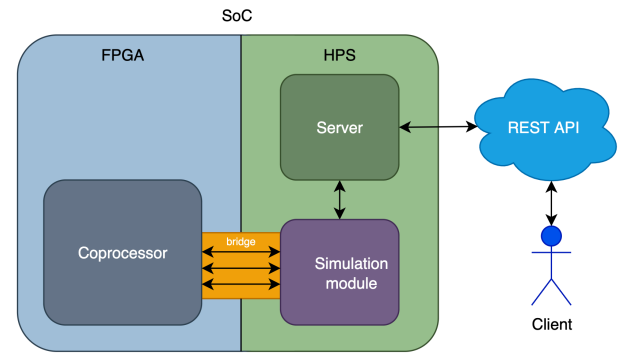 SoC
FPGA
HPS
Server
REST API
Coprocessor
bridge
Simulation
module
Client